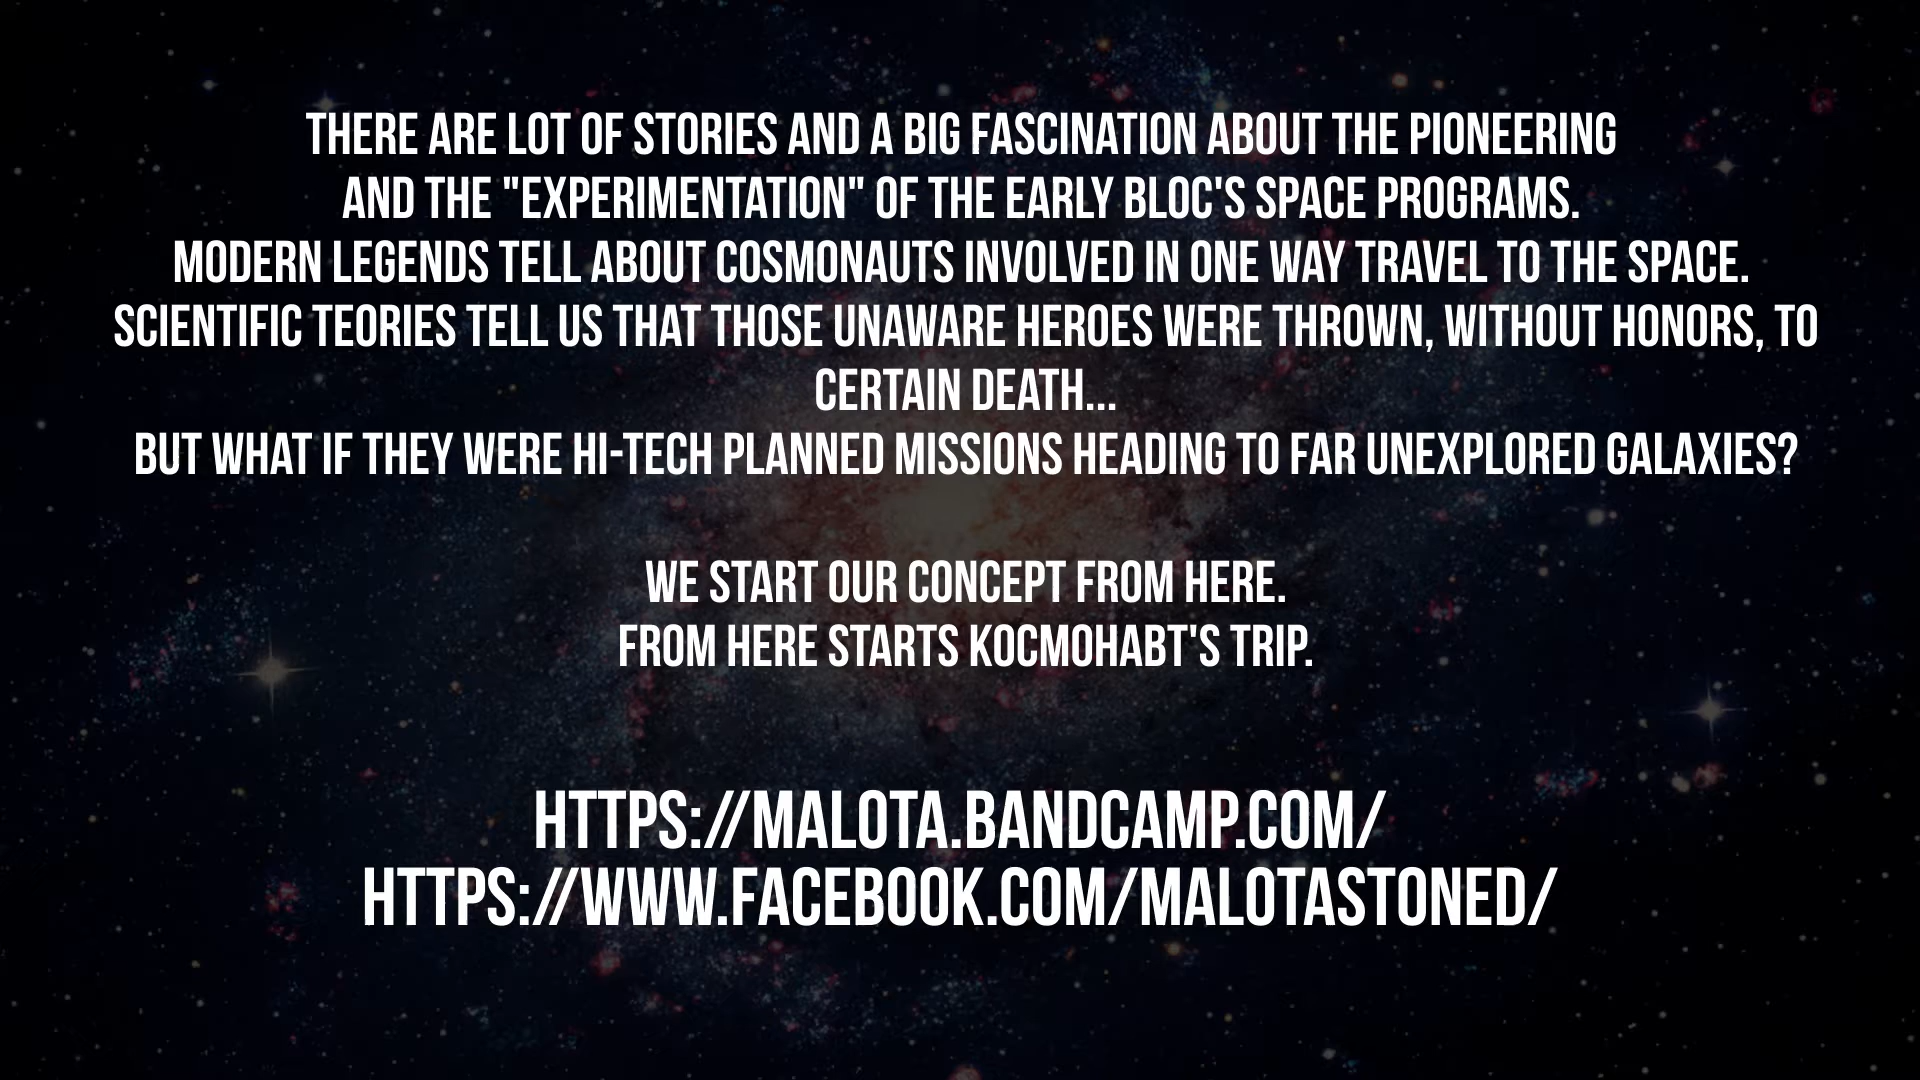 THERE ARE LOT OF STORIES AND A BIG FASCINATION ABOUT THE PIONEERING
AND THE "EXPERIMENTATION" OF THE EARLY BLOC'S SPACE PROGRAMS.
MODERN LEGENDS TELL ABOUT COSMONAUTS INVOLVED IN ONE WAY TRAVEL TO THE SPACE.
SCIENTIFIC TEORIES TELL US THAT THOSE UNAWARE HEROES WERE THROWN, WITHOUT HONORS, TO
CERTAIN DEATH...
BUT WHAT IF THEY WERE HI-TECH PLANNED MISSIONS HEADING TO FAR UNEXPLORED GALAXIES?
WE START OUR CONCEPT FROM HERE.
FROM HERE STARTS KOCMOHABT'S TRIP.
HTTPS://MALOTA.BANDCAMP.COM/
HTTPS://WWW.FACEBOOK.COM/MALOTASTONED/